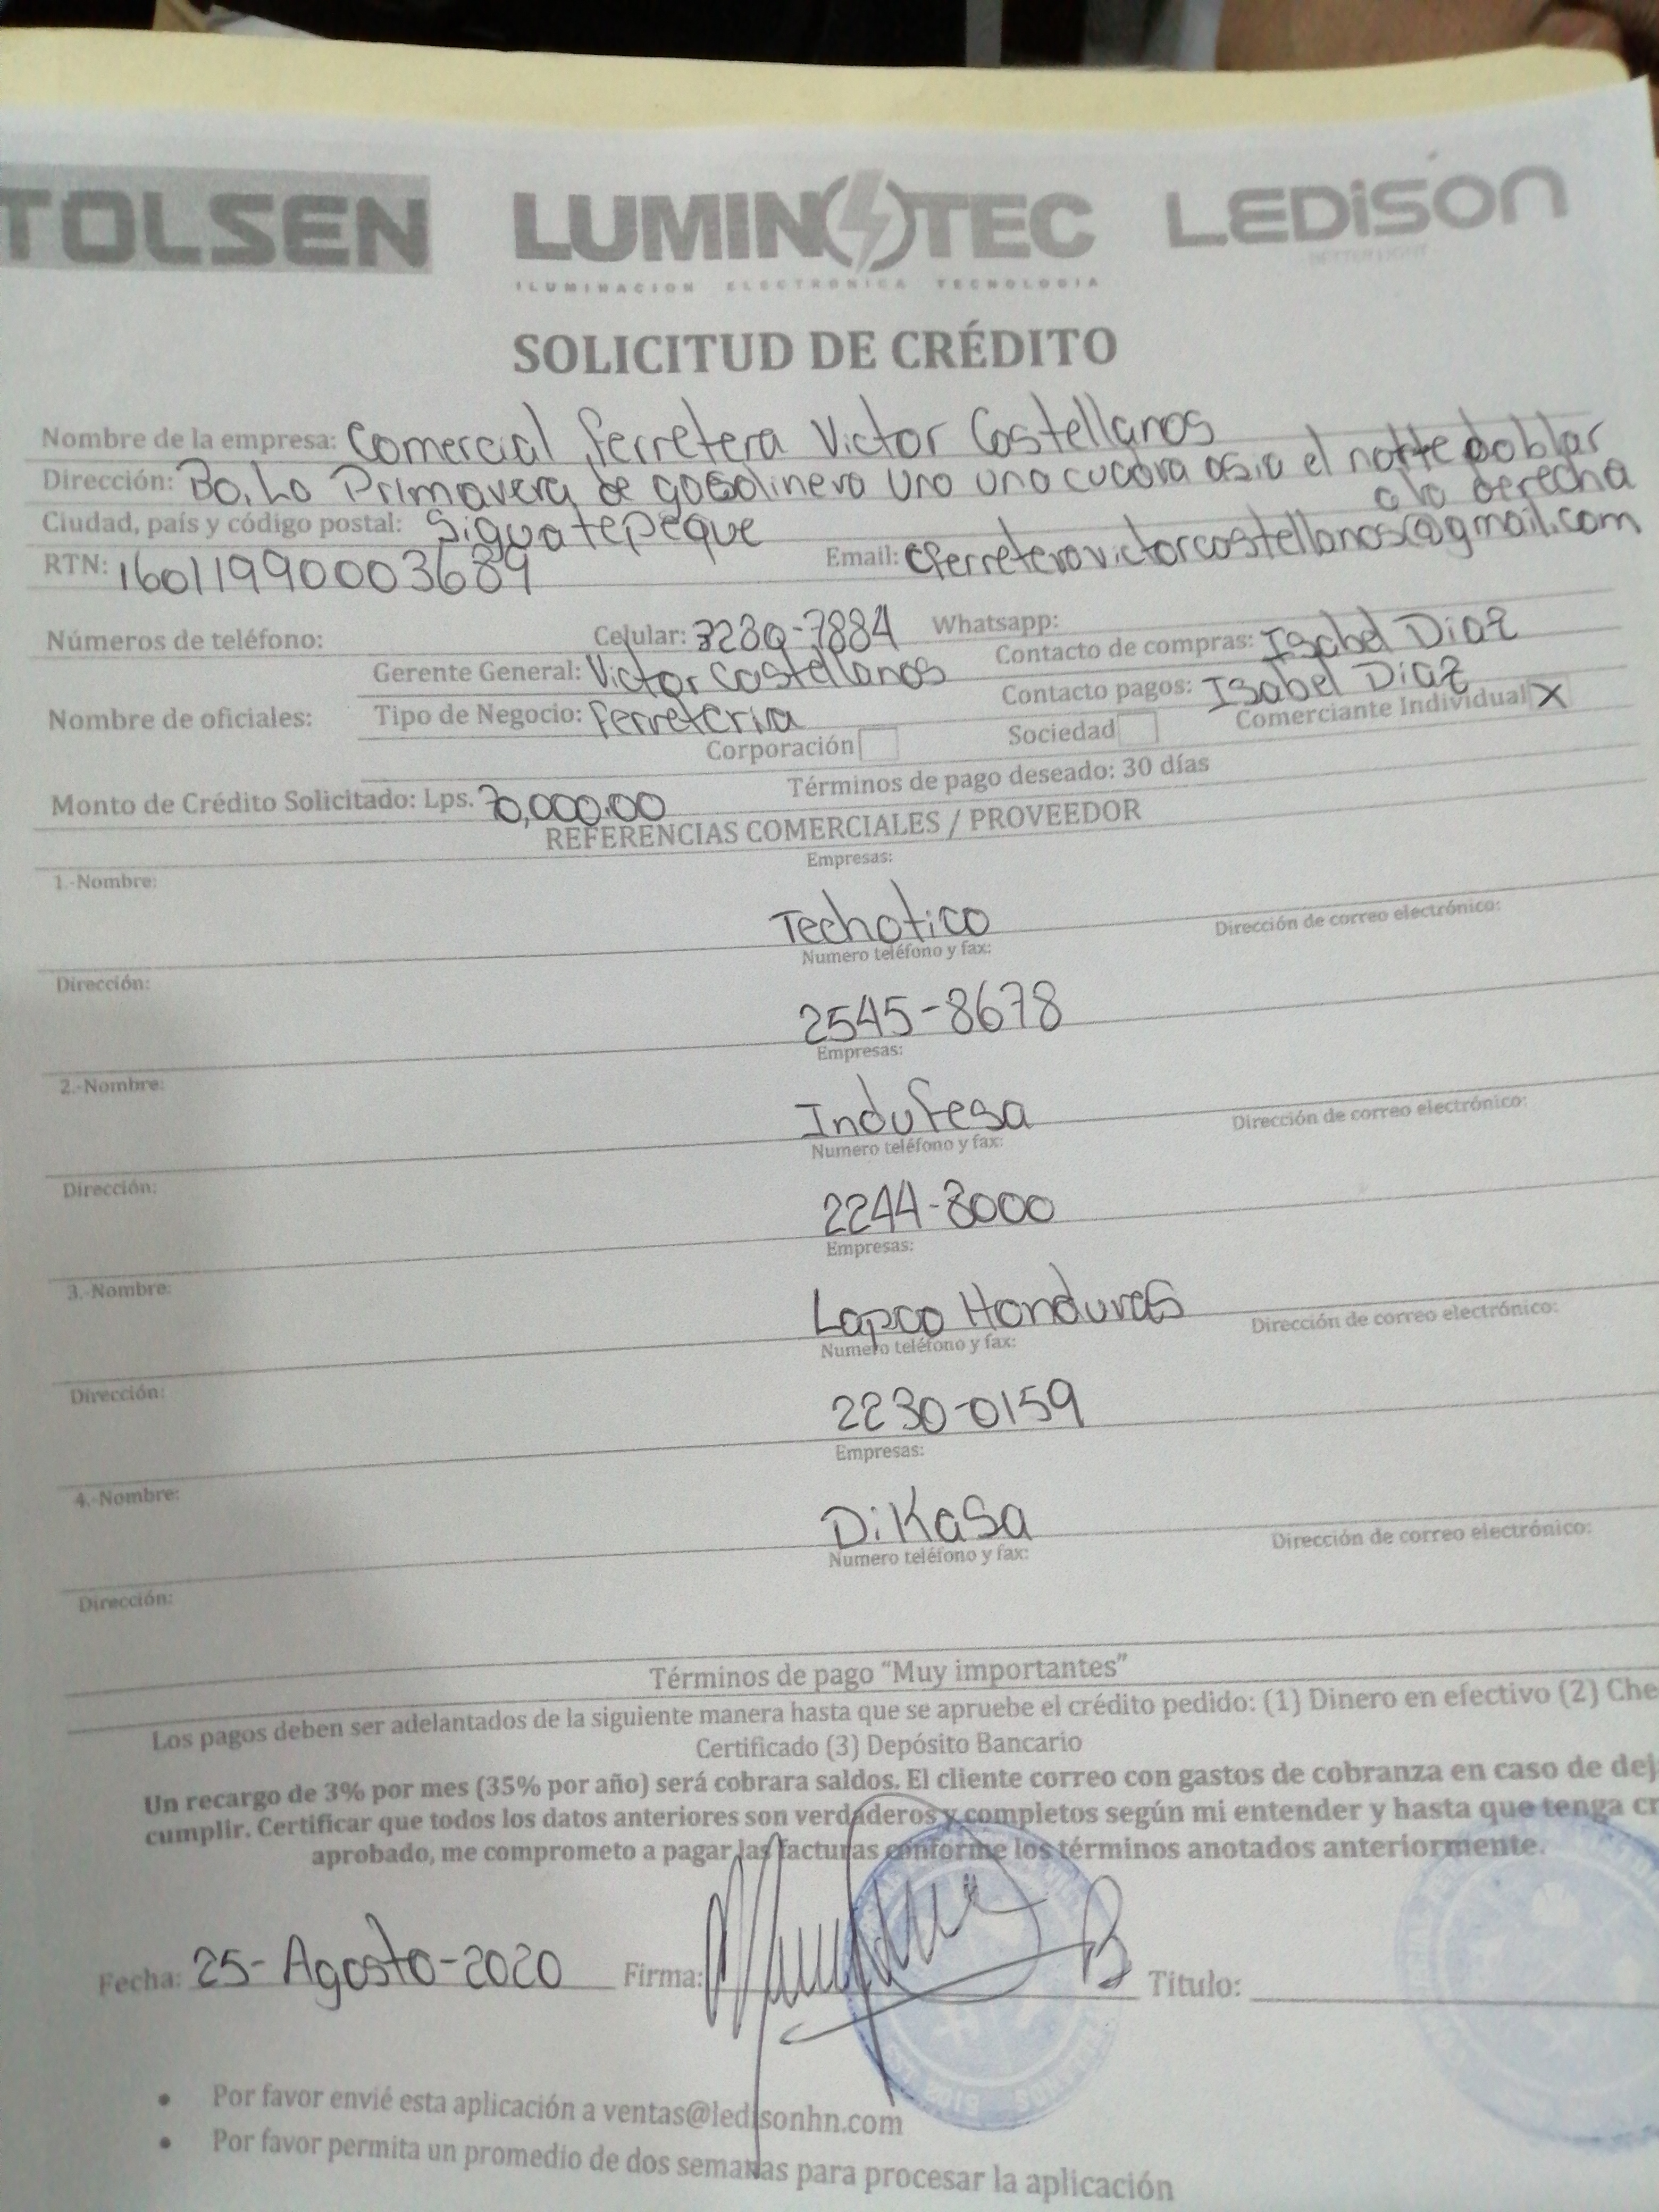 TOLSEN LUMINOTEC LEDISON
ILUMINACION ELECTRONICA TECNOLOGIA
SOLICITUD DE CRÉDITO
Nombre de la empresa: Comercial Ferretera Victor Castellanos
Dirección: Bo. La Primavera de gasolinera Uno una cuadra asia el norte doblar
a la derecha
Ciudad, país y código postal: Siguatepeque
RTN: 16011990003689 Email: cferreteravictorcastellanos@gmail.com
Números de teléfono: Celular: Whatsapp:
Gerente General: Victor Castellanos Contacto de compras: Isabel Diaz
Nombre de oficiales: Tipo de Negocio: Ferreteria Contacto pagos: Isabel Diaz
Corporación Sociedad Comerciante Individual X
Monto de Crédito Solicitado: Lps. 70,000.00 Términos de pago deseado: 30 días
REFERENCIAS COMERCIALES / PROVEEDOR
1.-Nombre: Empresas:
Techotico
Dirección: Numero teléfono y fax: Dirección de correo electrónico:
2545-8678
2.-Nombre: Empresas:
Indufesa
Dirección: Numero teléfono y fax: Dirección de correo electrónico:
2244-8000
3.-Nombre: Empresas:
Lapco Honduras
Dirección: Numero teléfono y fax: Dirección de correo electrónico:
2230-0159
4.-Nombre: Empresas:
DiKaSa
Dirección: Numero teléfono y fax: Dirección de correo electrónico:
Términos de pago “Muy importantes”
Los pagos deben ser adelantados de la siguiente manera hasta que se apruebe el crédito pedido: (1) Dinero en efectivo (2) Che
Certificado (3) Depósito Bancario
Un recargo de 3% por mes (35% por año) será cobrara saldos. El cliente correo con gastos de cobranza en caso de dej
cumplir. Certificar que todos los datos anteriores son verdaderos y completos según mi entender y hasta que tenga cr
aprobado, me comprometo a pagar las facturas conforme los términos anotados anteriormente.
Fecha: 25-Agosto-2020 Firma: Titulo:
• Por favor envié esta aplicación a ventas@ledisonhn.com
• Por favor permita un promedio de dos semanas para procesar la aplicación